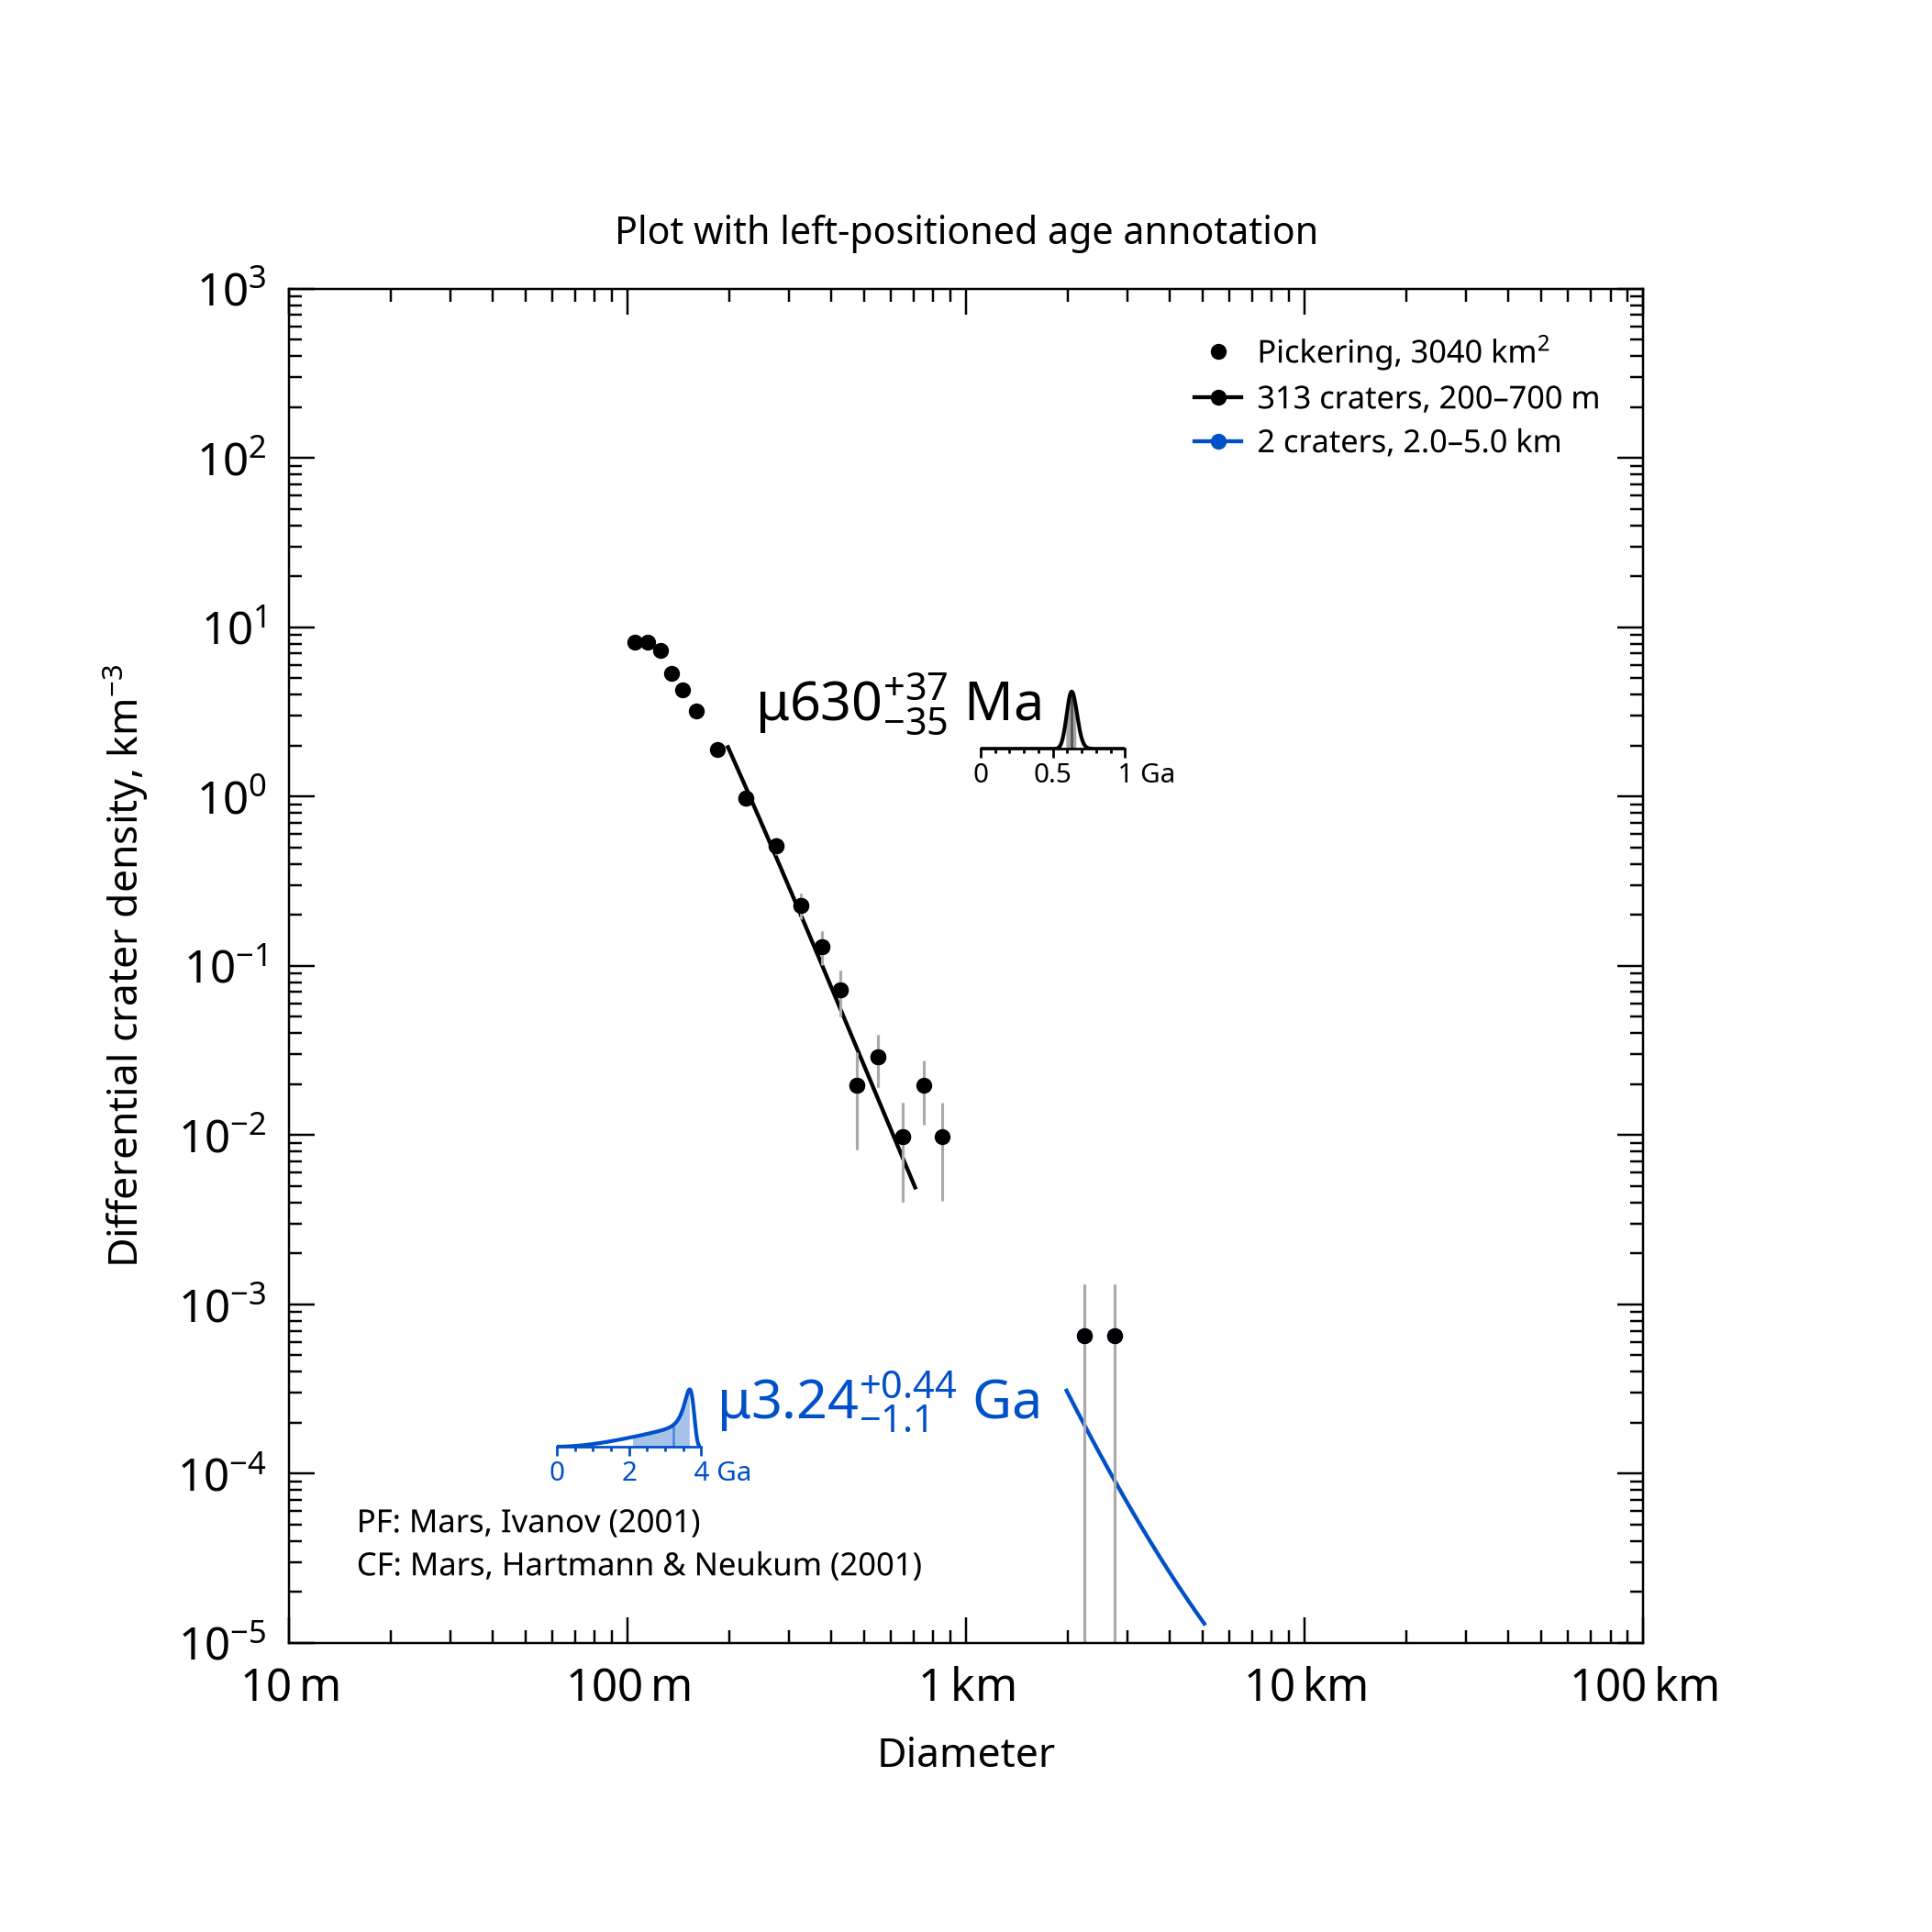 Plot with left-positioned age annotation
10³
10²
10¹
10⁰
10⁻¹
10⁻²
10⁻³
10⁻⁴
10⁻⁵
Differential crater density, km⁻³
Pickering, 3040 km²
313 craters, 200–700 m
2 craters, 2.0–5.0 km
μ630 +37 −35 Ma
0 0.5 1 Ga
μ3.24 +0.44 −1.1 Ga
0 2 4 Ga
PF: Mars, Ivanov (2001)
CF: Mars, Hartmann & Neukum (2001)
10 m 100 m 1 km 10 km 100 km
Diameter